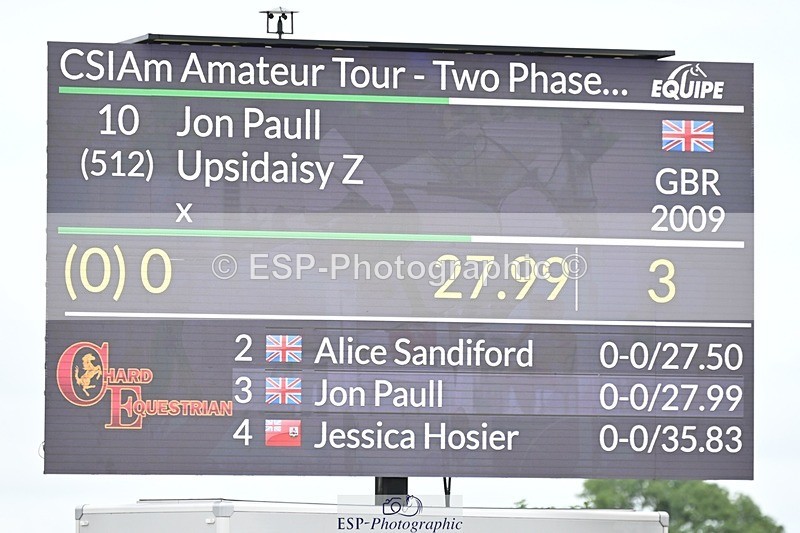 CSIAm Amateur Tour - Two Phase...
EQUIPE
10 Jon Paull
(512) Upsidaisy Z
GBR
x
2009
(0) 0 27.99 3
© ESP-Photographic ©
2 Alice Sandiford 0-0/27.50
CHARD
EQUESTRIAN
3 Jon Paull 0-0/27.99
4 Jessica Hosier 0-0/35.83
ESP-Photographic